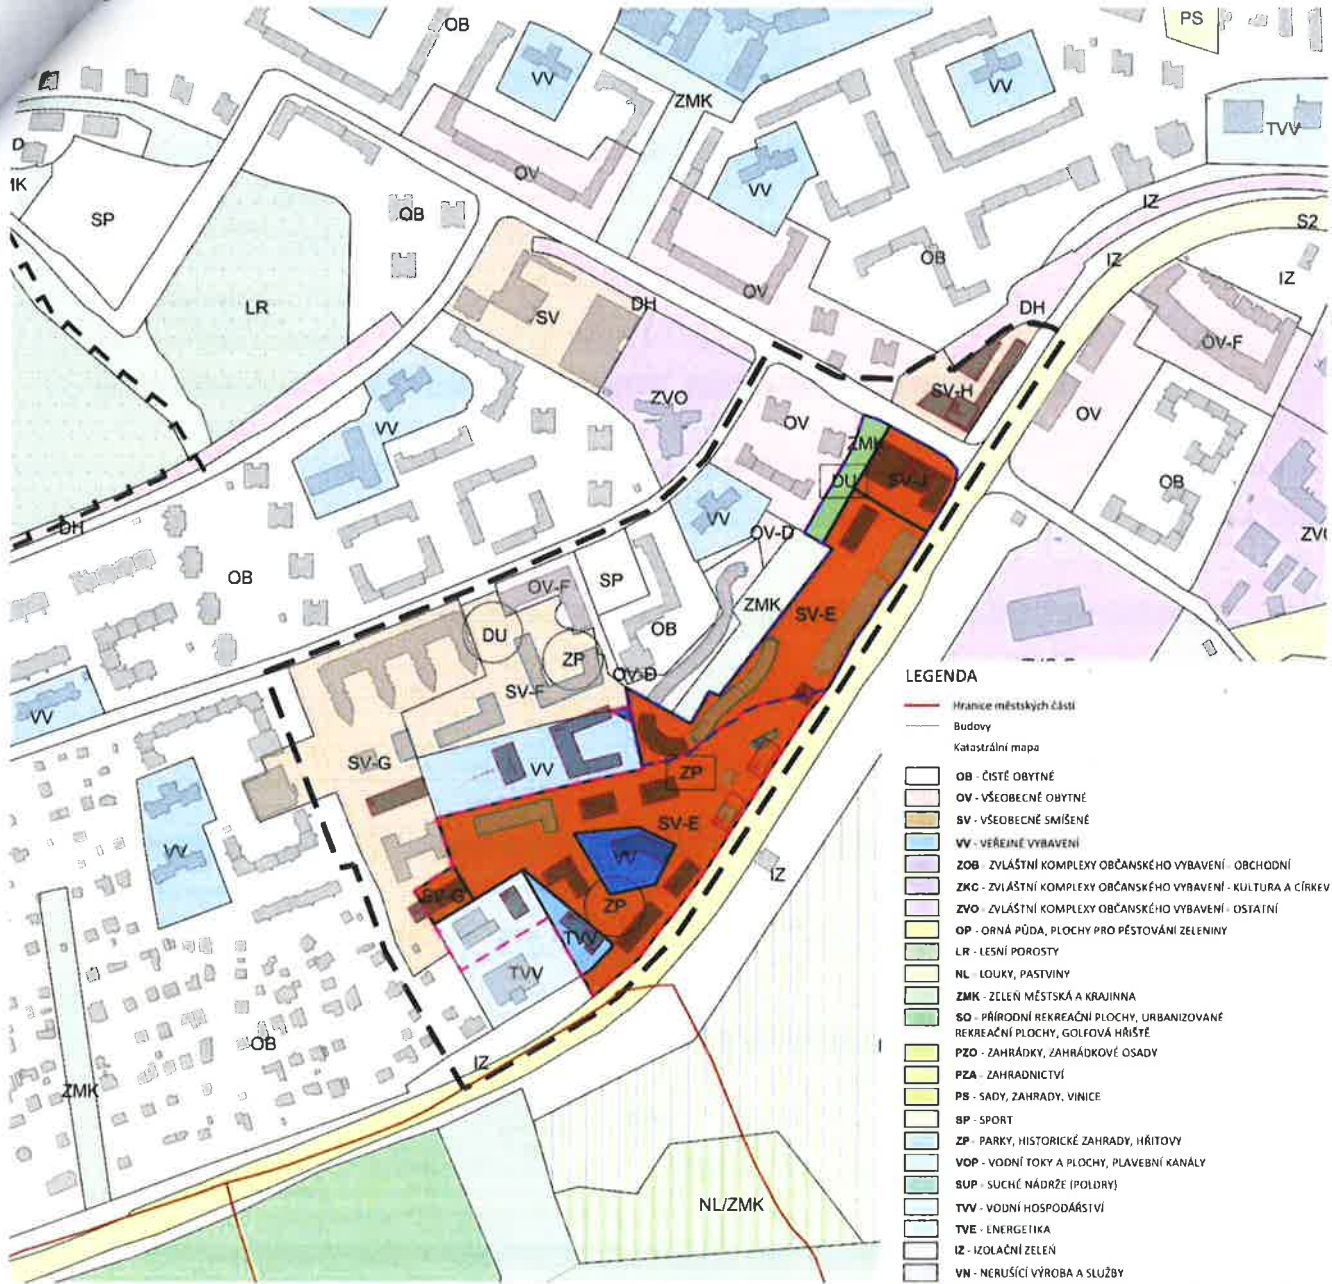 OB
PS
VV
VV
ZMK
TVV
D
OV
VV
IK
SP
OB
IZ
S2
OB
IZ
IZ
LR
SV
DH
OV
DH
OV-F
SV-H
ZVO
OV
VV
OV
ZMK
DU
SV-J
OB
VV
OV-D
DH
OB
OV-F
SP
ZMK
SV-E
DU
OB
ZP
OV-D
SV-F
VV
SV-G
VV
ZP
SV-E
VV
VV
IZ
SV-G
ZP
TVV
TVV
OB
IZ
ZMK
NL/ZMK
LEGENDA
Hranice městských částí
Budovy
Katastrální mapa
OB - ČISTĚ OBYTNÉ
OV - VŠEOBECNĚ OBYTNÉ
SV - VŠEOBECNĚ SMÍŠENÉ
VV - VEŘEJNÉ VYBAVENÍ
ZOB - ZVLÁŠTNÍ KOMPLEXY OBČANSKÉHO VYBAVENÍ - OBCHODNÍ
ZKC - ZVLÁŠTNÍ KOMPLEXY OBČANSKÉHO VYBAVENÍ - KULTURA A CÍRKEV
ZVO - ZVLÁŠTNÍ KOMPLEXY OBČANSKÉHO VYBAVENÍ - OSTATNÍ
OP - ORNÁ PŮDA, PLOCHY PRO PĚSTOVÁNÍ ZELENINY
LR - LESNÍ POROSTY
NL - LOUKY, PASTVINY
ZMK - ZELEŇ MĚSTSKÁ A KRAJINNÁ
SO - PŘÍRODNÍ REKREAČNÍ PLOCHY, URBANIZOVANÉ
REKREAČNÍ PLOCHY, GOLFOVÁ HŘIŠTĚ
PZO - ZAHRÁDKY, ZAHRÁDKOVÉ OSADY
PZA - ZAHRADNICTVÍ
PS - SADY, ZAHRADY, VINICE
SP - SPORT
ZP - PARKY, HISTORICKÉ ZAHRADY, HŘITOVY
VOP - VODNÍ TOKY A PLOCHY, PLAVEBNÍ KANÁLY
SUP - SUCHÉ NÁDRŽE (POLDRY)
TVV - VODNÍ HOSPODÁŘSTVÍ
TVE - ENERGETIKA
IZ - IZOLAČNÍ ZELEŇ
VN - NERUŠÍCÍ VÝROBA A SLUŽBY